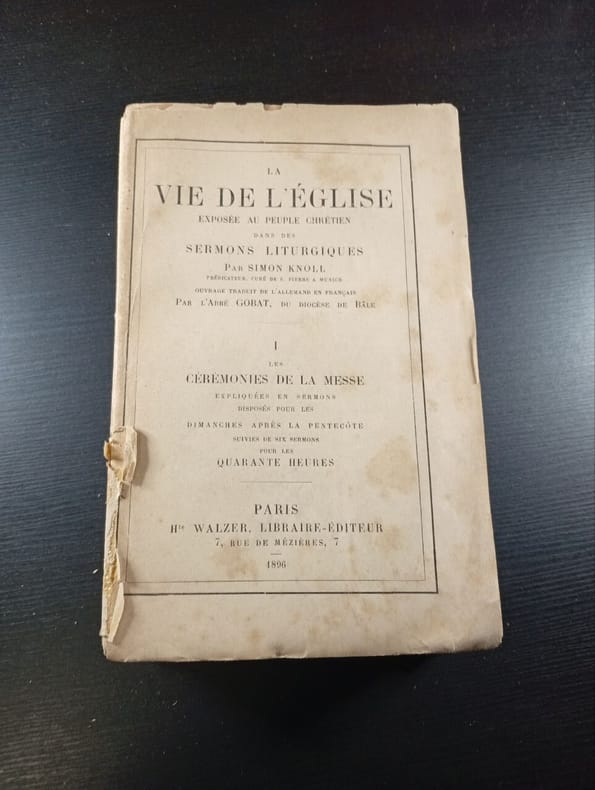 LA
VIE DE L'ÉGLISE
EXPOSÉE AU PEUPLE CHRÉTIEN
DANS DES
SERMONS LITURGIQUES
PAR SIMON KNOLL
PRÉDICATEUR, CURÉ DE S. PIERRE A MUNICH
OUVRAGE TRADUIT DE L'ALLEMAND EN FRANÇAIS
PAR L'ABBÉ GOBAT, DU DIOCÈSE DE BÂLE
I
LES
CÉRÉMONIES DE LA MESSE
EXPLIQUÉES EN SERMONS
DISPOSÉS POUR LES
DIMANCHES APRÈS LA PENTECÔTE
SUIVIES DE SIX SERMONS
POUR LES
QUARANTE HEURES
PARIS
Hte WALZER, LIBRAIRE-ÉDITEUR
7, RUE DE MÉZIÈRES, 7
1896